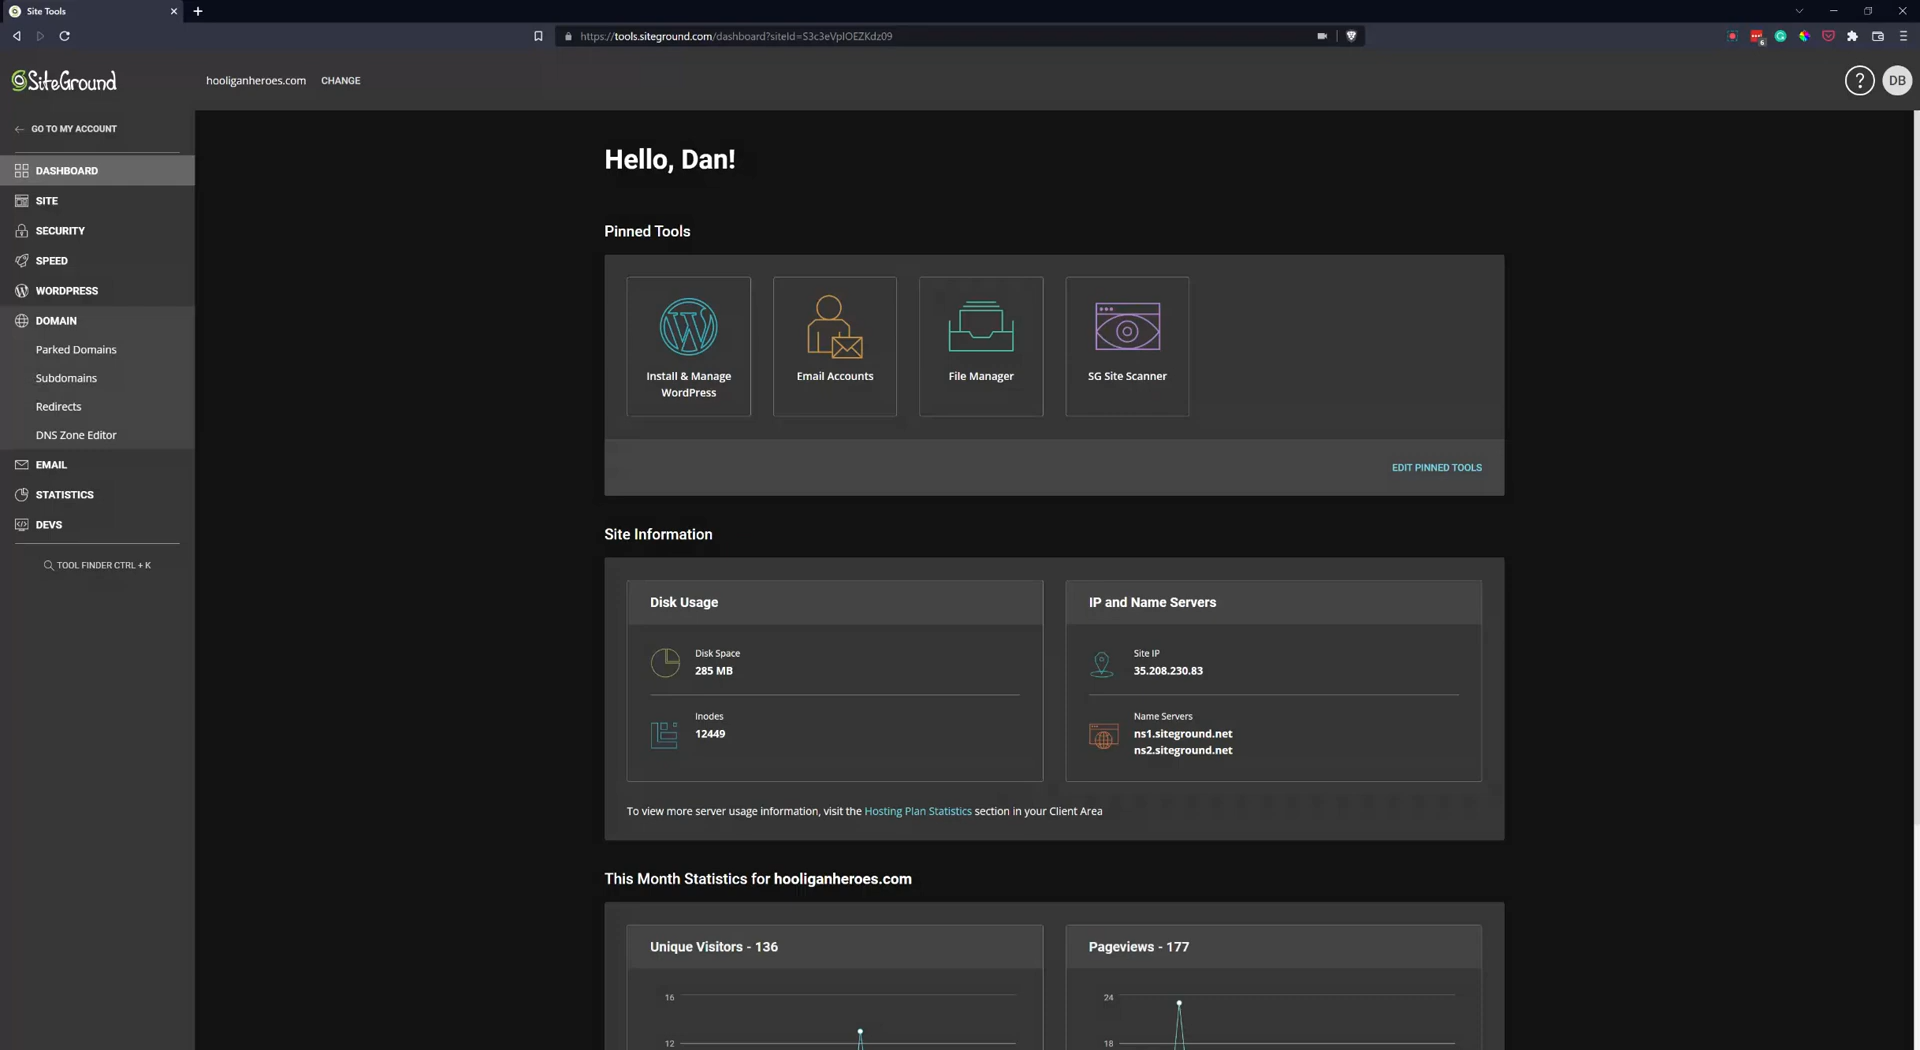 Site Tools
https://tools.siteground.com/dashboard?siteId=S3c3eVpIOEZKdz09
6
SiteGround
hooliganheroes.com CHANGE
? DB
GO TO MY ACCOUNT
DASHBOARD
SITE
SECURITY
SPEED
WORDPRESS
DOMAIN
Parked Domains
Subdomains
Redirects
DNS Zone Editor
EMAIL
STATISTICS
DEVS
TOOL FINDER CTRL + K
Hello, Dan!
Pinned Tools
Install & Manage
WordPress
Email Accounts
File Manager
SG Site Scanner
EDIT PINNED TOOLS
Site Information
Disk Usage
Disk Space
285 MB
Inodes
12449
IP and Name Servers
Site IP
35.208.230.83
Name Servers
ns1.siteground.net
ns2.siteground.net
To view more server usage information, visit the Hosting Plan Statistics section in your Client Area
This Month Statistics for hooliganheroes.com
Unique Visitors - 136
16
12
Pageviews - 177
24
18